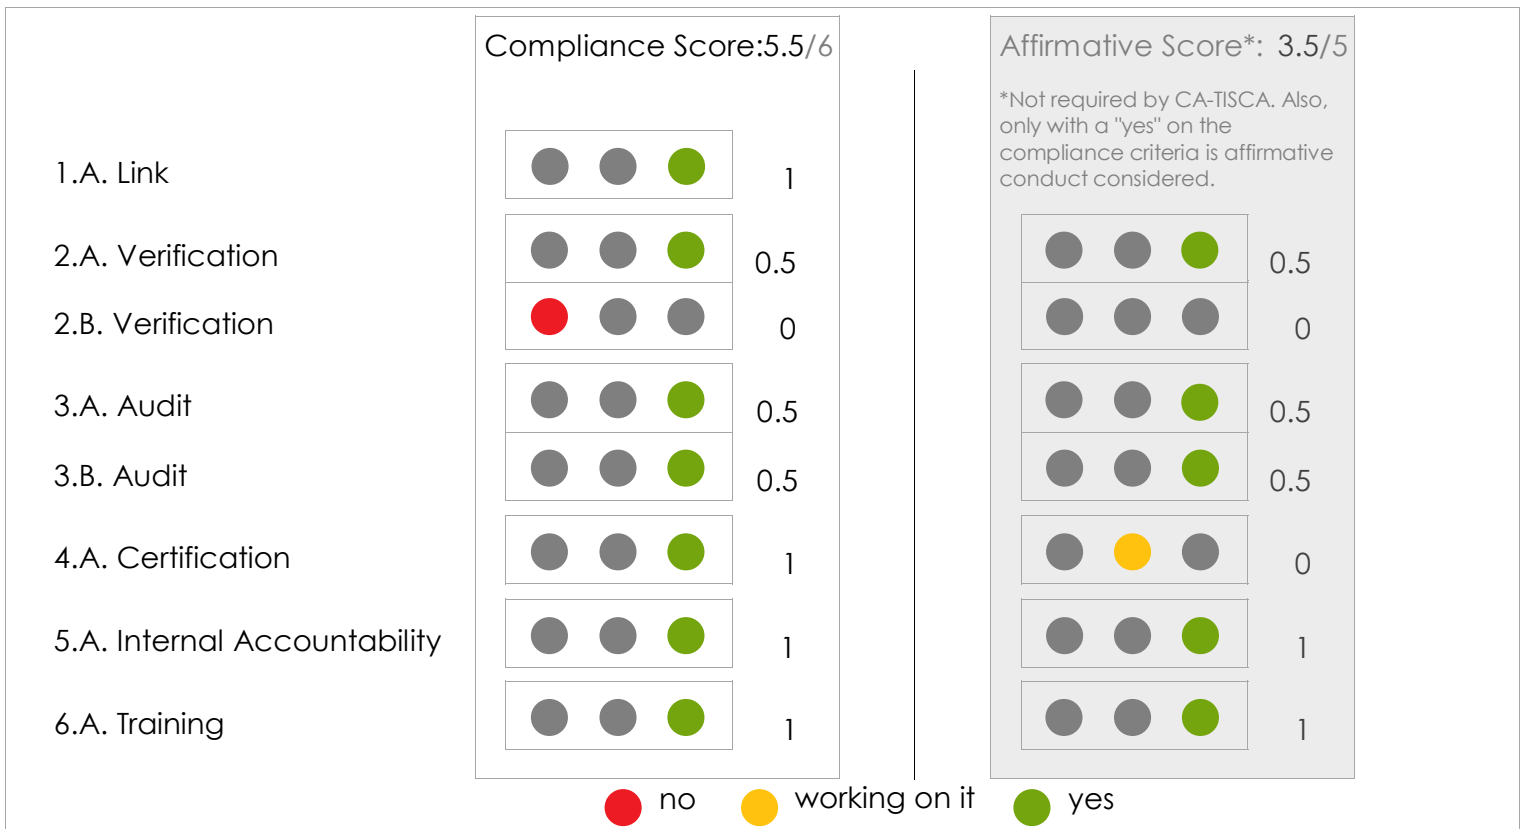 Compliance Score:5.5/6
Affirmative Score*: 3.5/5
*Not required by CA-TISCA. Also,
only with a "yes" on the
compliance criteria is affirmative
conduct considered.
1.A. Link 1
2.A. Verification 0.5 0.5
2.B. Verification 0 0
3.A. Audit 0.5 0.5
3.B. Audit 0.5 0.5
4.A. Certification 1 0
5.A. Internal Accountability 1 1
6.A. Training 1 1
no working on it yes